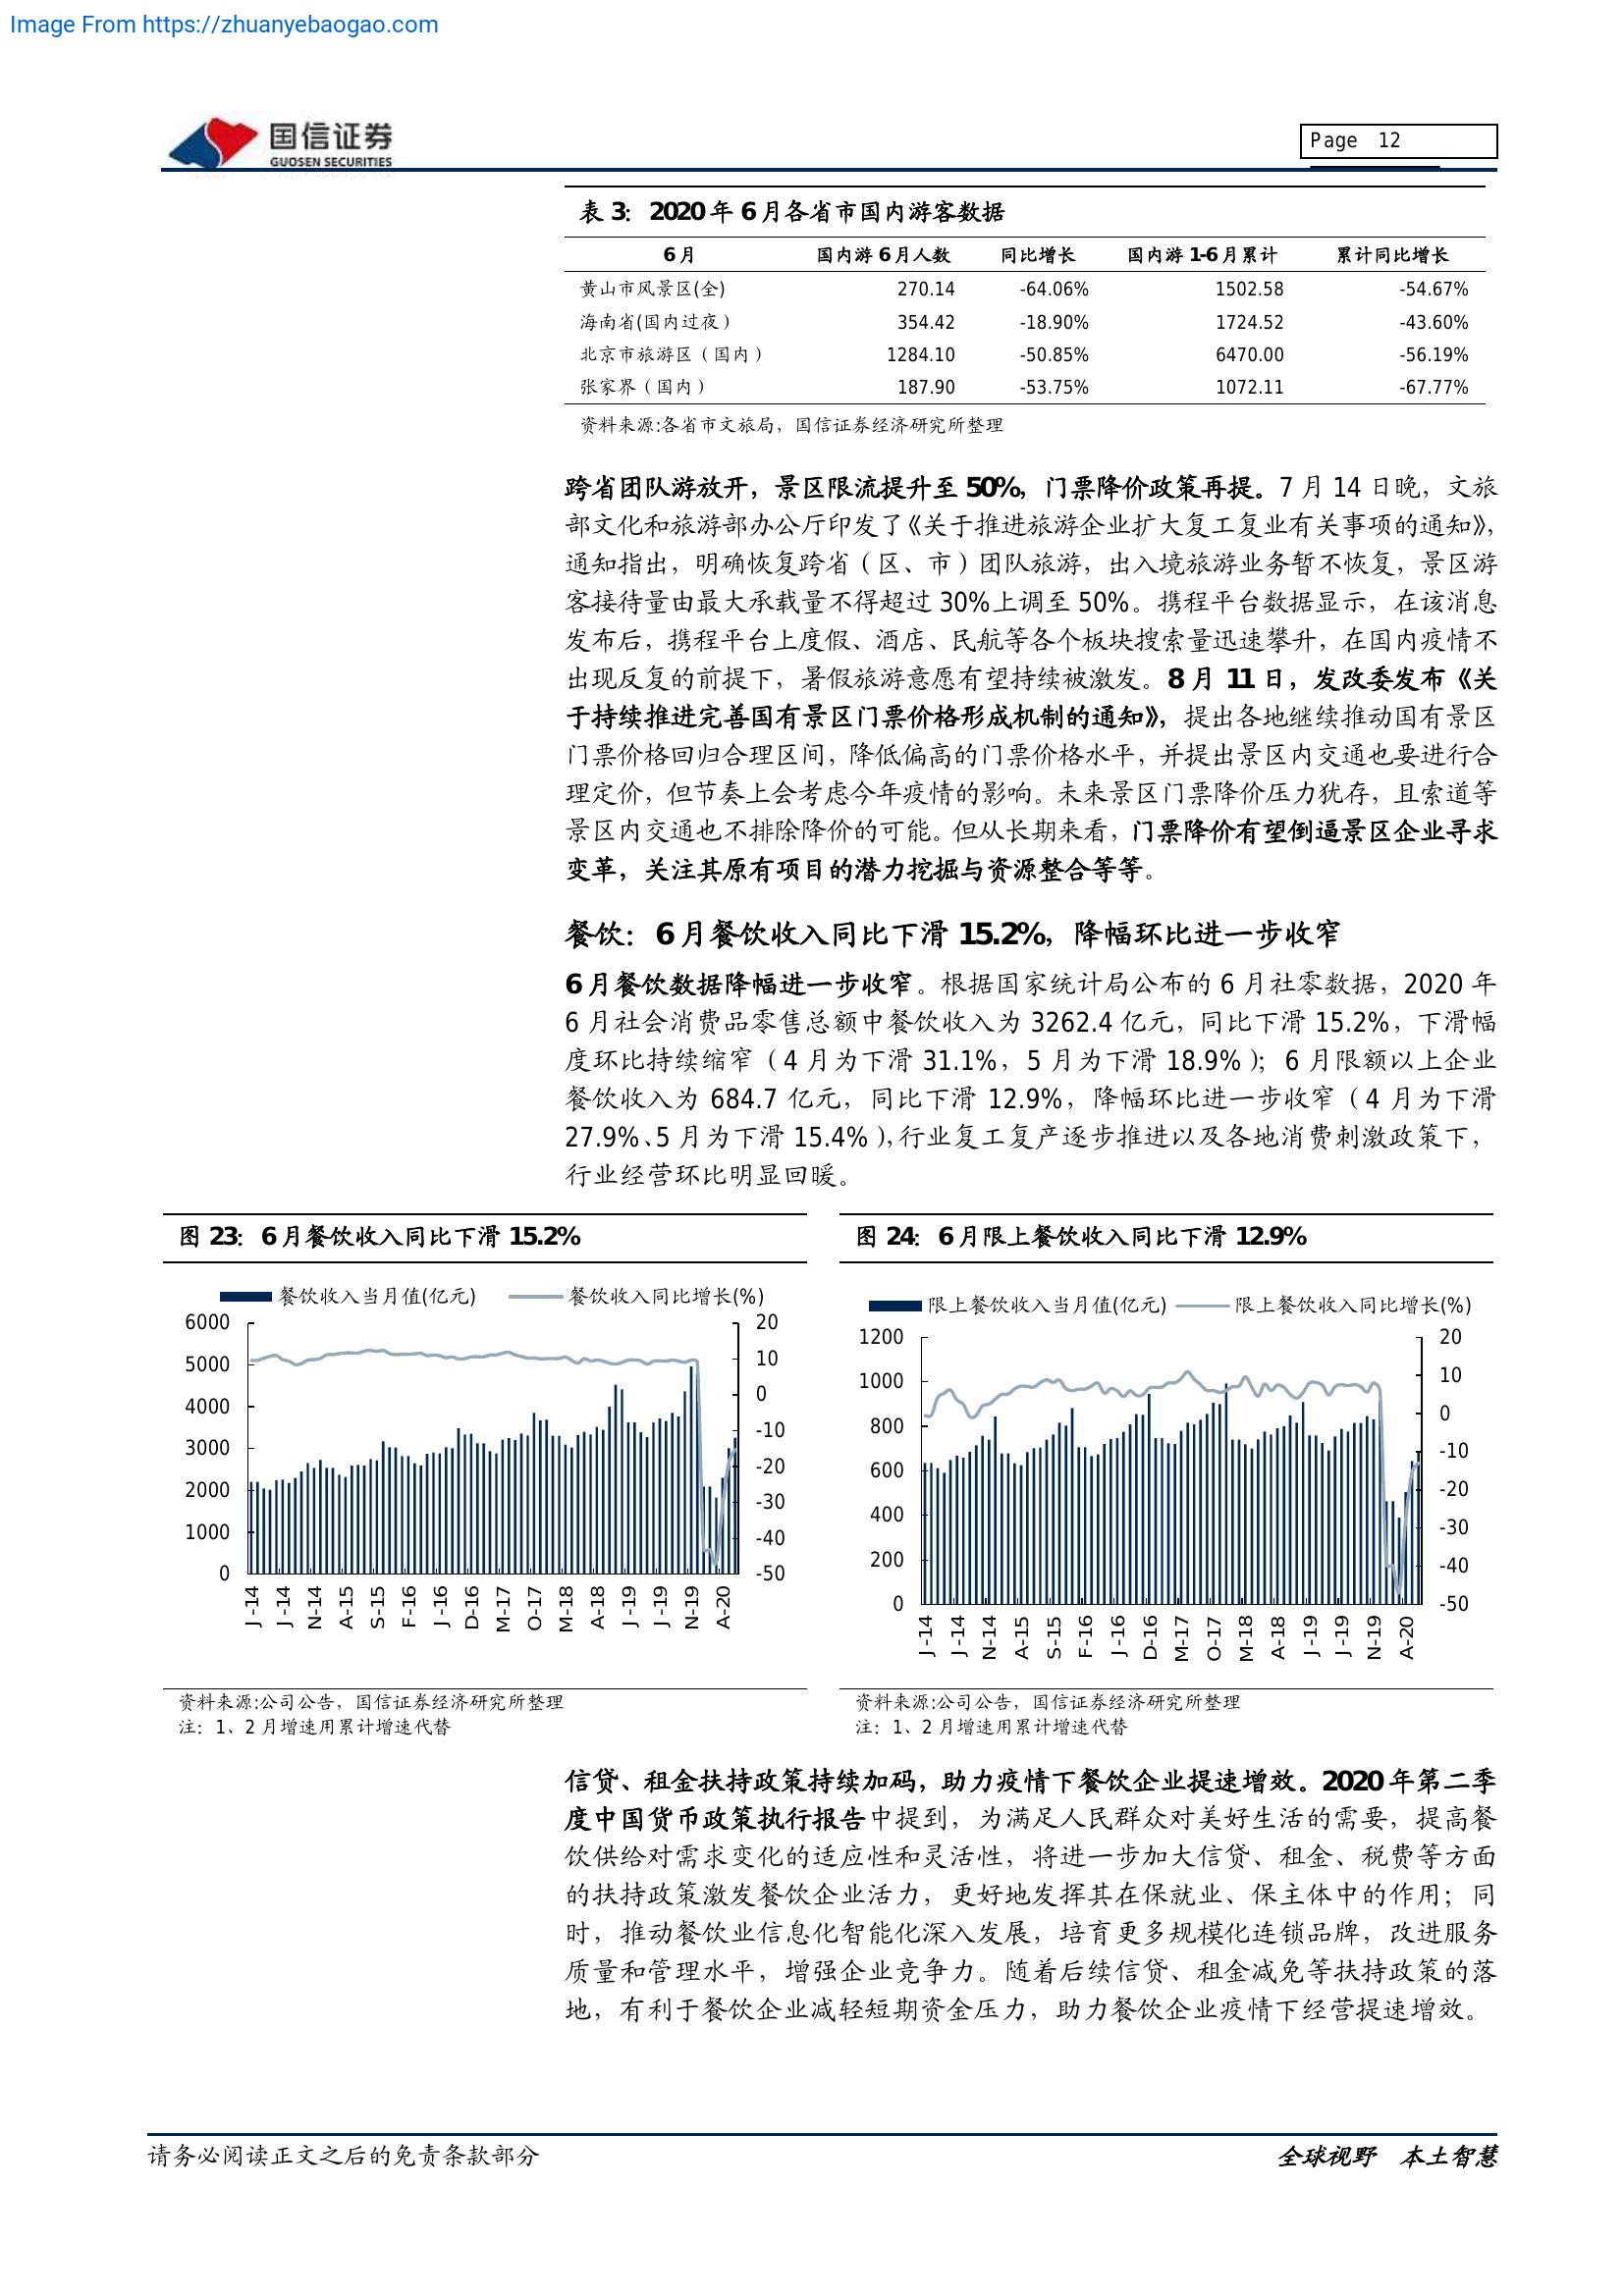 Image From https://zhuanyebaogao.com
国信证券
GUOSEN SECURITIES
Page 12
表 3：2020 年 6 月各省市国内游客数据
6 月 国内游 6 月人数 同比增长 国内游 1-6 月累计 累计同比增长
黄山市风景区(全) 270.14 -64.06% 1502.58 -54.67%
海南省(国内过夜） 354.42 -18.90% 1724.52 -43.60%
北京市旅游区（国内） 1284.10 -50.85% 6470.00 -56.19%
张家界（国内） 187.90 -53.75% 1072.11 -67.77%
资料来源:各省市文旅局，国信证券经济研究所整理
跨省团队游放开，景区限流提升至 50%，门票降价政策再提。7 月 14 日晚，文旅
部文化和旅游部办公厅印发了《关于推进旅游企业扩大复工复业有关事项的通知》，
通知指出，明确恢复跨省（区、市）团队旅游，出入境旅游业务暂不恢复，景区游
客接待量由最大承载量不得超过 30%上调至 50%。携程平台数据显示，在该消息
发布后，携程平台上度假、酒店、民航等各个板块搜索量迅速攀升，在国内疫情不
出现反复的前提下，暑假旅游意愿有望持续被激发。8 月 11 日，发改委发布《关
于持续推进完善国有景区门票价格形成机制的通知》，提出各地继续推动国有景区
门票价格回归合理区间，降低偏高的门票价格水平，并提出景区内交通也要进行合
理定价，但节奏上会考虑今年疫情的影响。未来景区门票降价压力犹存，且索道等
景区内交通也不排除降价的可能。但从长期来看，门票降价有望倒逼景区企业寻求
变革，关注其原有项目的潜力挖掘与资源整合等等。
餐饮：6 月餐饮收入同比下滑 15.2%，降幅环比进一步收窄
6 月餐饮数据降幅进一步收窄。根据国家统计局公布的 6 月社零数据，2020 年
6 月社会消费品零售总额中餐饮收入为 3262.4 亿元，同比下滑 15.2%，下滑幅
度环比持续缩窄（4 月为下滑 31.1%，5 月为下滑 18.9%）；6 月限额以上企业
餐饮收入为 684.7 亿元，同比下滑 12.9%，降幅环比进一步收窄（4 月为下滑
27.9%、5 月为下滑 15.4%），行业复工复产逐步推进以及各地消费刺激政策下，
行业经营环比明显回暖。
图 23：6 月餐饮收入同比下滑 15.2%
餐饮收入当月值(亿元) 餐饮收入同比增长(%)
6000 20
5000 10
4000 0
3000 -10
2000 -20
1000 -30
0 -40
-50
J-14 J-14 N-14 A-15 S-15 F-16 J-16 D-16 M-17 O-17 M-18 A-18 J-19 J-19 N-19 A-20
资料来源:公司公告，国信证券经济研究所整理
注：1、2 月增速用累计增速代替
图 24：6 月限上餐饮收入同比下滑 12.9%
限上餐饮收入当月值(亿元) 限上餐饮收入同比增长(%)
1200 20
1000 10
800 0
600 -10
400 -20
200 -30
0 -40
-50
J-14 J-14 N-14 A-15 S-15 F-16 J-16 D-16 M-17 O-17 M-18 A-18 J-19 J-19 N-19 A-20
资料来源:公司公告，国信证券经济研究所整理
注：1、2 月增速用累计增速代替
信贷、租金扶持政策持续加码，助力疫情下餐饮企业提速增效。2020 年第二季
度中国货币政策执行报告中提到，为满足人民群众对美好生活的需要，提高餐
饮供给对需求变化的适应性和灵活性，将进一步加大信贷、租金、税费等方面
的扶持政策激发餐饮企业活力，更好地发挥其在保就业、保主体中的作用；同
时，推动餐饮业信息化智能化深入发展，培育更多规模化连锁品牌，改进服务
质量和管理水平，增强企业竞争力。随着后续信贷、租金减免等扶持政策的落
地，有利于餐饮企业减轻短期资金压力，助力餐饮企业疫情下经营提速增效。
请务必阅读正文之后的免责条款部分
全球视野 本土智慧